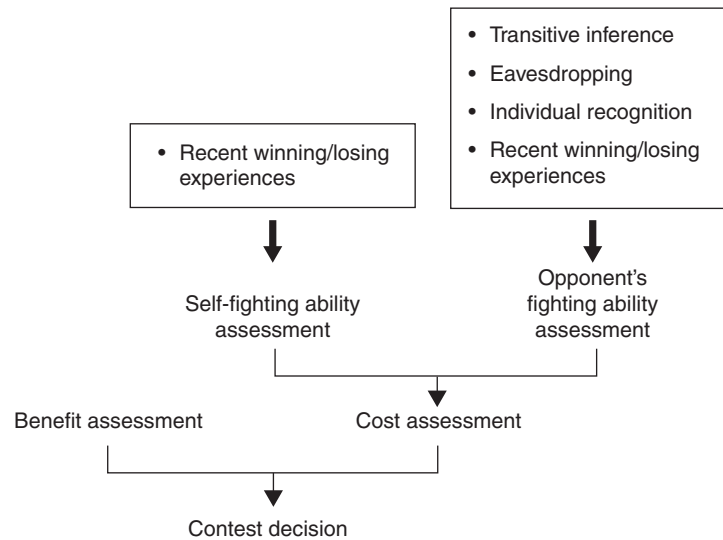 • Transitive inference
• Eavesdropping
• Individual recognition
• Recent winning/losing
experiences
• Recent winning/losing
experiences
Self-fighting ability
assessment
Opponent's
fighting ability
assessment
Benefit assessment
Cost assessment
Contest decision